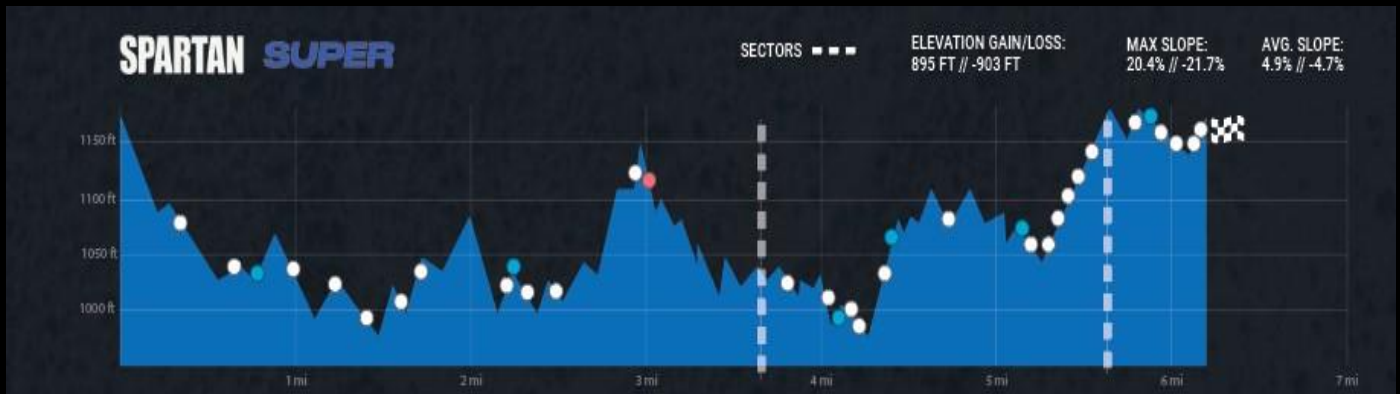 SPARTAN SUPER
SECTORS
ELEVATION GAIN/LOSS:
895 FT // -903 FT
MAX SLOPE:
20.4% // -21.7%
AVG. SLOPE:
4.9% // -4.7%
1150 ft
1100 ft
1050 ft
1000 ft
1 mi
2 mi
3 mi
4 mi
5 mi
6 mi
7 mi